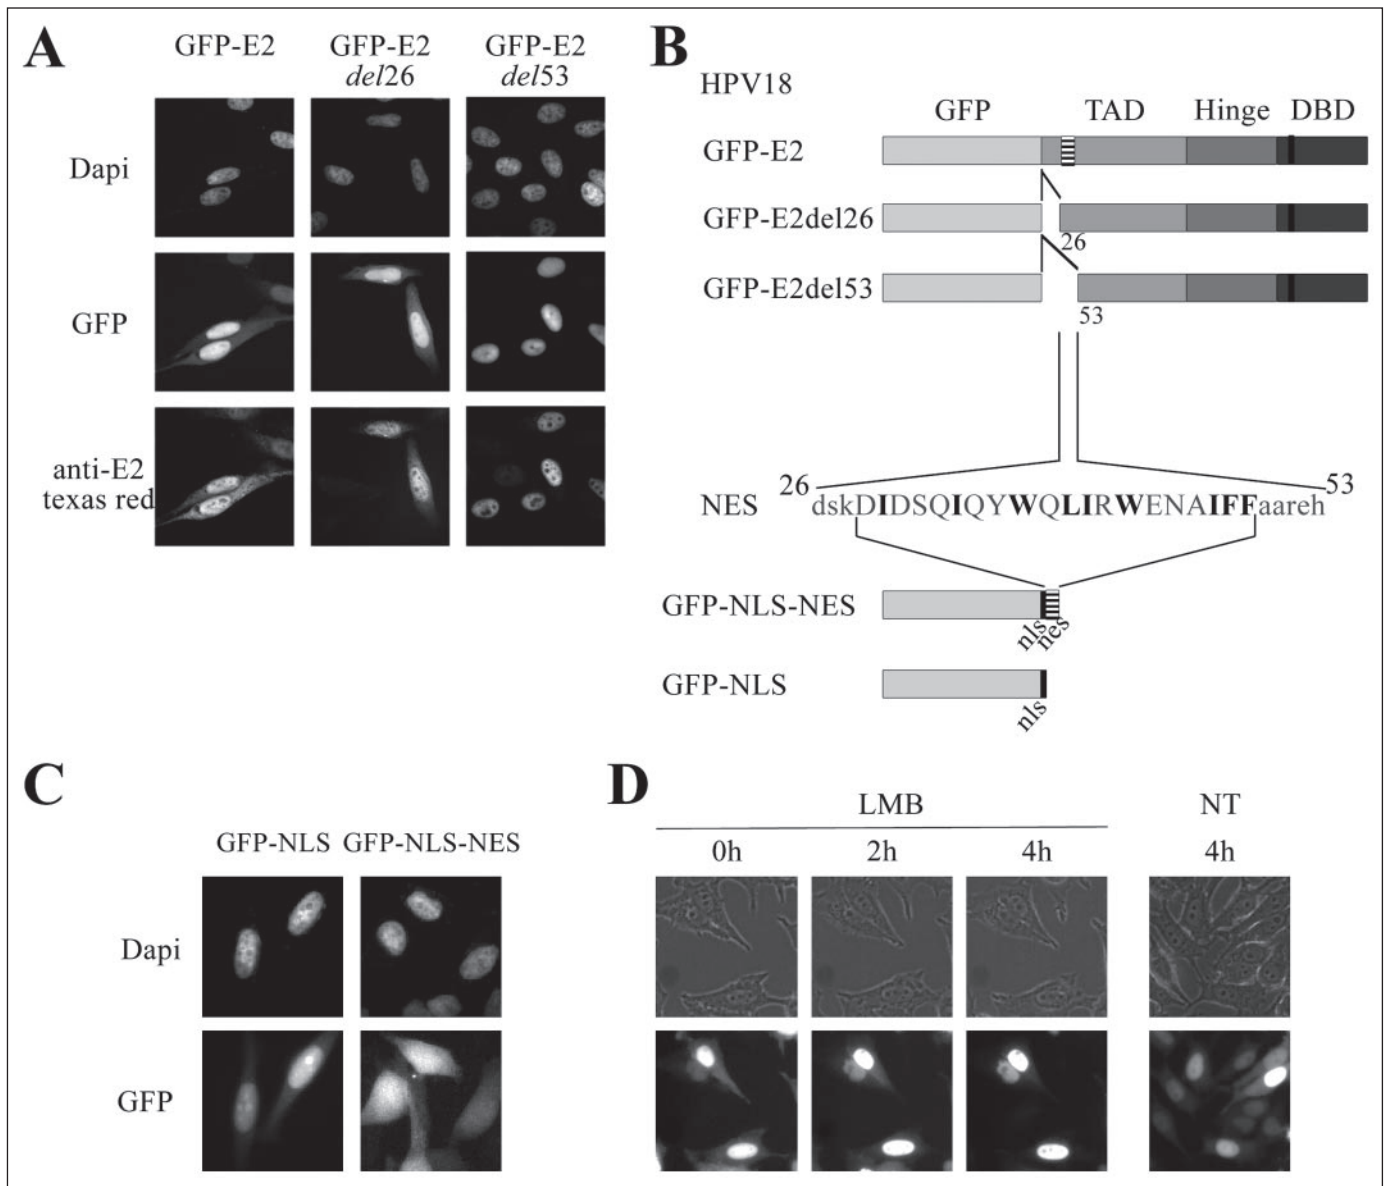 A
GFP-E2
GFP-E2
del26
GFP-E2
del53
Dapi
GFP
anti-E2
texas red
B
HPV18
GFP
TAD
Hinge
DBD
GFP-E2
GFP-E2del26
26
GFP-E2del53
53
26
53
NES
dskDIDSQIQYWQLIRWENAIFFaareh
GFP-NLS-NES
nls
nes
GFP-NLS
nls
C
GFP-NLS
GFP-NLS-NES
Dapi
GFP
D
LMB
NT
0h
2h
4h
4h